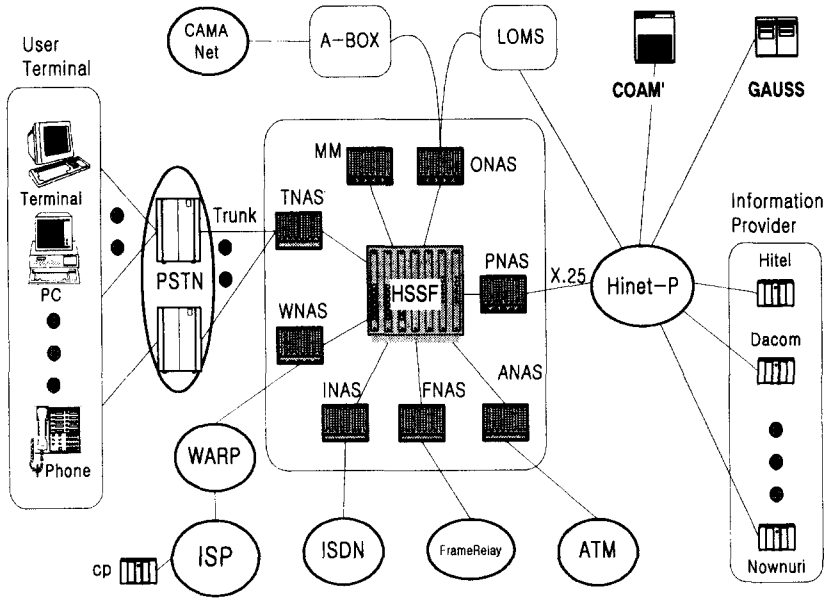 CAMA
Net
A-BOX
LOMS
COAM'
GAUSS
User
Terminal
MM
ONAS
Terminal
Trunk
TNAS
Information
Provider
PC
PSTN
HSSF
PNAS
X.25
Hinet-P
Hitel
WNAS
Dacom
INAS
FNAS
ANAS
Phone
WARP
cp
ISP
ISDN
FrameRelay
ATM
Nownuri